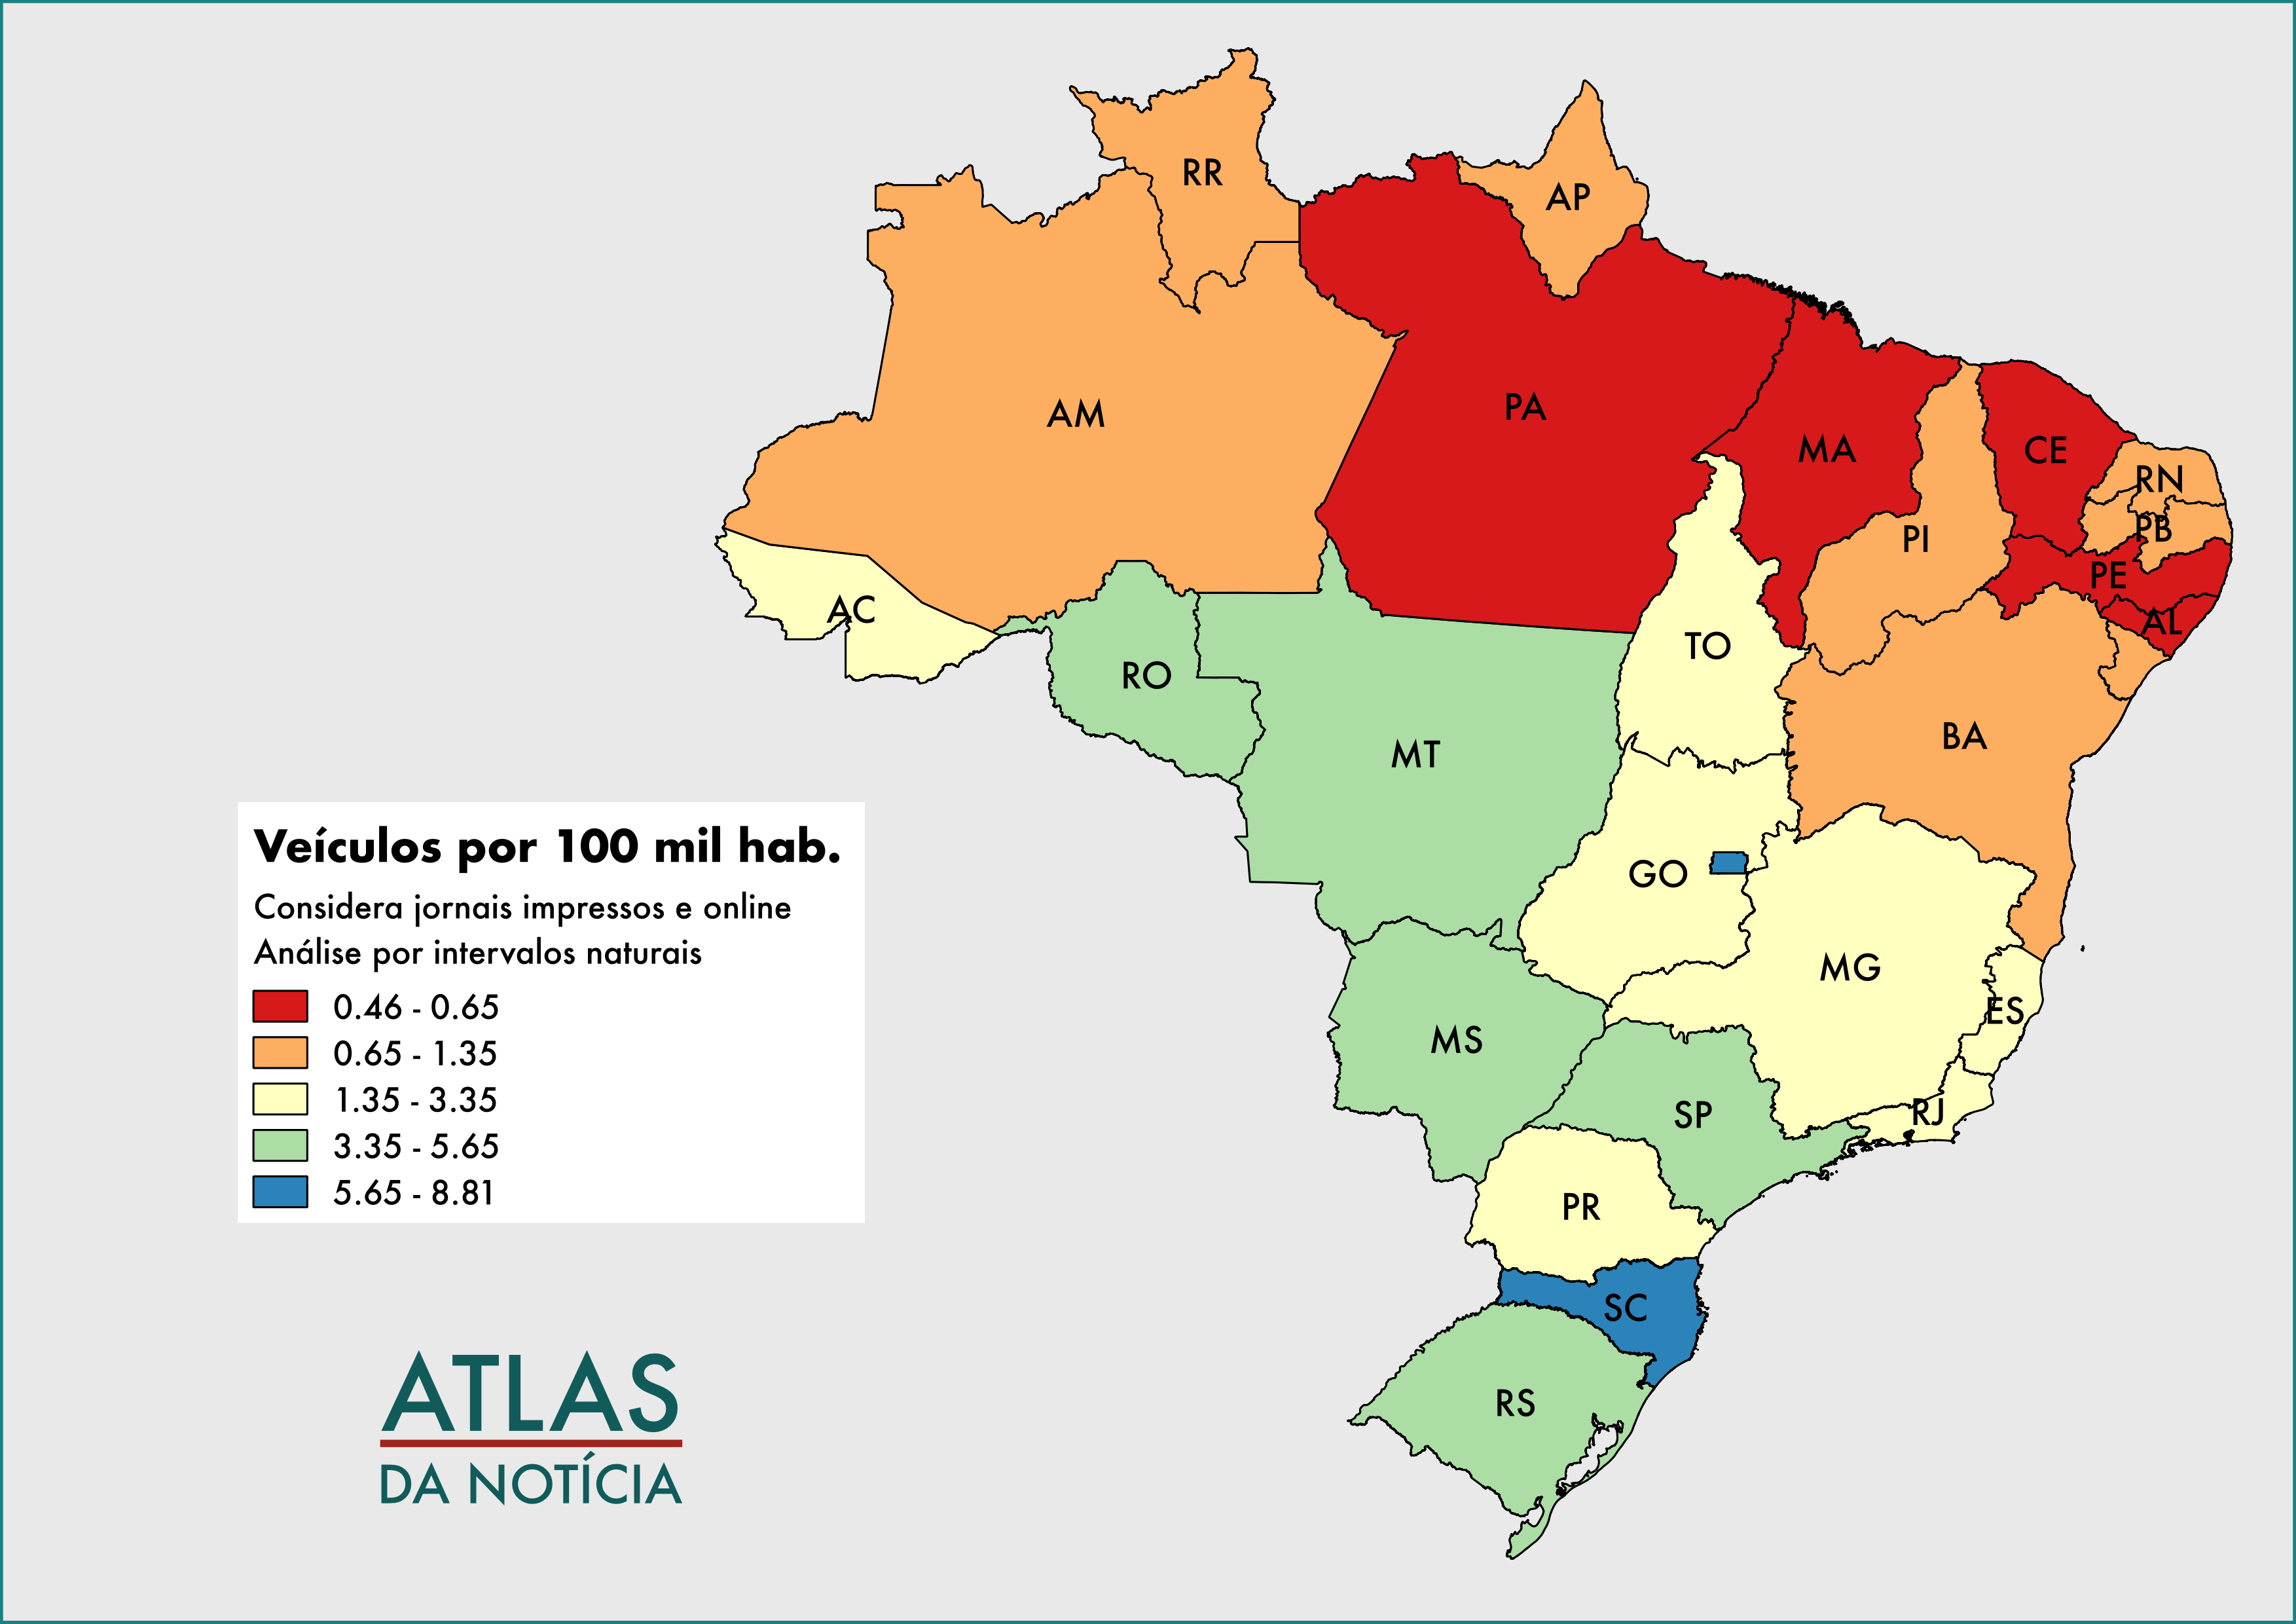 RR
AP
AM
PA
MA
CE
RN
PB
PI
PE
AL
AC
TO
RO
BA
MT
GO
MG
ES
MS
SP
RJ
PR
SC
RS
Veículos por 100 mil hab.
Considera jornais impressos e online
Análise por intervalos naturais
0.46 - 0.65
0.65 - 1.35
1.35 - 3.35
3.35 - 5.65
5.65 - 8.81
ATLAS
DA NOTÍCIA